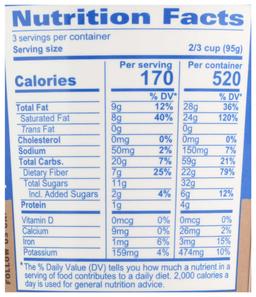 Nutrition Facts
3 servings per container
Serving size 2/3 cup (95g)
Per serving Per container
Calories 170 520
% DV* % DV*
Total Fat 9g 12% 28g 36%
Saturated Fat 8g 40% 24g 120%
Trans Fat 0g 0g
Cholesterol 0mg 0% 0mg 0%
Sodium 50mg 2% 150mg 7%
Total Carbs. 20g 7% 59g 21%
Dietary Fiber 7g 25% 22g 79%
Total Sugars 11g 32g
Incl. Added Sugars 2g 4% 6g 12%
Protein 1g 4g
Vitamin D 0mcg 0% 0mcg 0%
Calcium 9mg 0% 26mg 2%
Iron 1mg 6% 3mg 15%
Potassium 159mg 4% 474mg 10%
*The % Daily Value (DV) tells you how much a nutrient in a
serving of food contributes to a daily diet. 2,000 calories a
day is used for general nutrition advice.
FOLLOW US ON